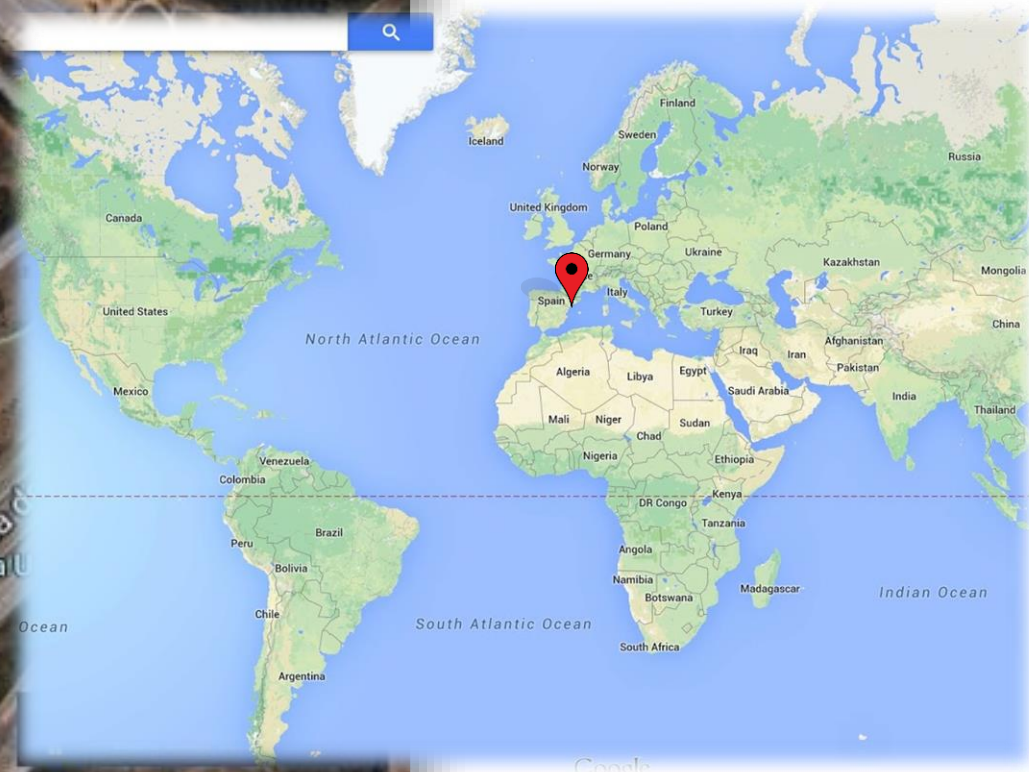 Iceland
Finland
Sweden
Norway
Russia
Canada
United Kingdom
Poland
Germany
Ukraine
Kazakhstan
Mongolia
Italy
Spain
United States
Turkey
North Atlantic Ocean
China
Iraq
Iran
Afghanistan
Pakistan
Mexico
Algeria
Libya
Egypt
Saudi Arabia
India
Thailand
Mali
Niger
Chad
Sudan
Venezuela
Nigeria
Ethiopia
Colombia
DR Congo
Kenya
Brazil
Peru
Tanzania
Angola
Bolivia
Namibia
Botswana
Madagascar
Indian Ocean
Chile
Ocean
South Atlantic Ocean
South Africa
Argentina
Google